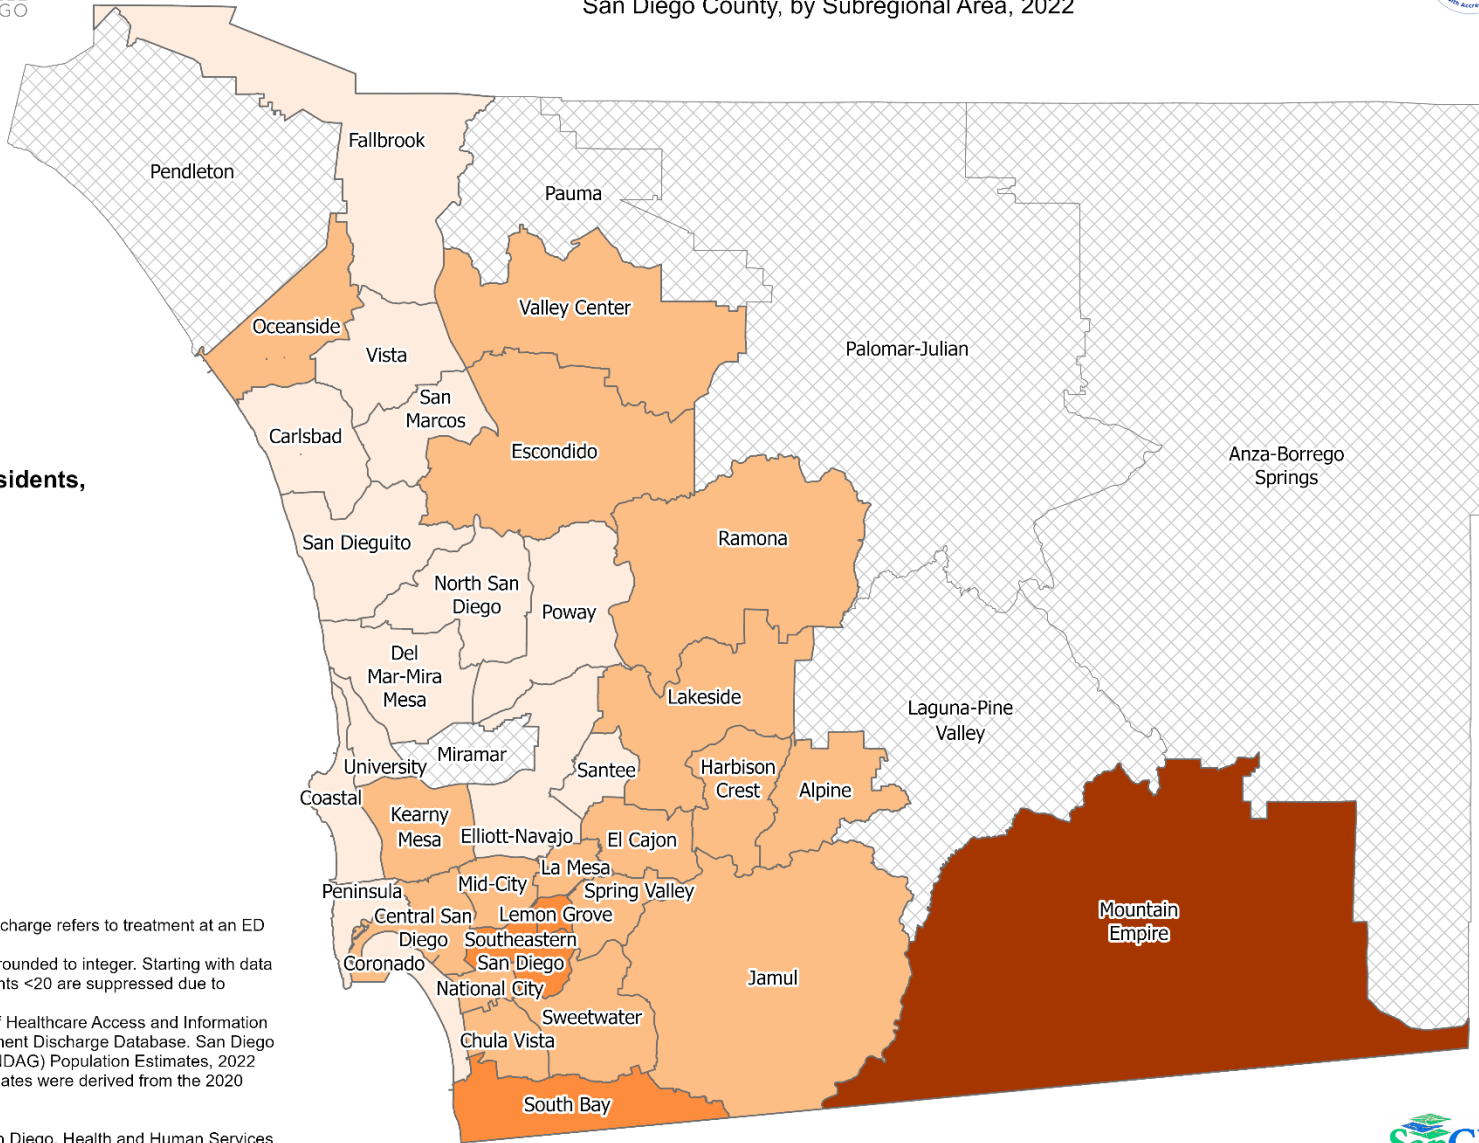 GO
San Diego County, by Subregional Area, 2022
Fallbrook
Pendleton
Pauma
Valley Center
Oceanside
Vista
Palomar-Julian
San
Marcos
Carlsbad
Escondido
Anza-Borrego
Springs
sidents,
San Dieguito
Ramona
North San
Diego
Poway
Del
Mar-Mira
Mesa
Lakeside
Laguna-Pine
Valley
Miramar
University
Santee
Harbison
Crest
Alpine
Coastal
Kearny
Mesa
Elliott-Navajo
El Cajon
La Mesa
Mid-City
Peninsula
Spring Valley
Central San
Diego
Lemon Grove
Mountain
Empire
Southeastern
San Diego
Coronado
Jamul
National City
Sweetwater
Chula Vista
South Bay
charge refers to treatment at an ED
rounded to integer. Starting with data
nts <20 are suppressed due to
f Healthcare Access and Information
ment Discharge Database. San Diego
NDAG) Population Estimates, 2022
ates were derived from the 2020
n Diego, Health and Human Services